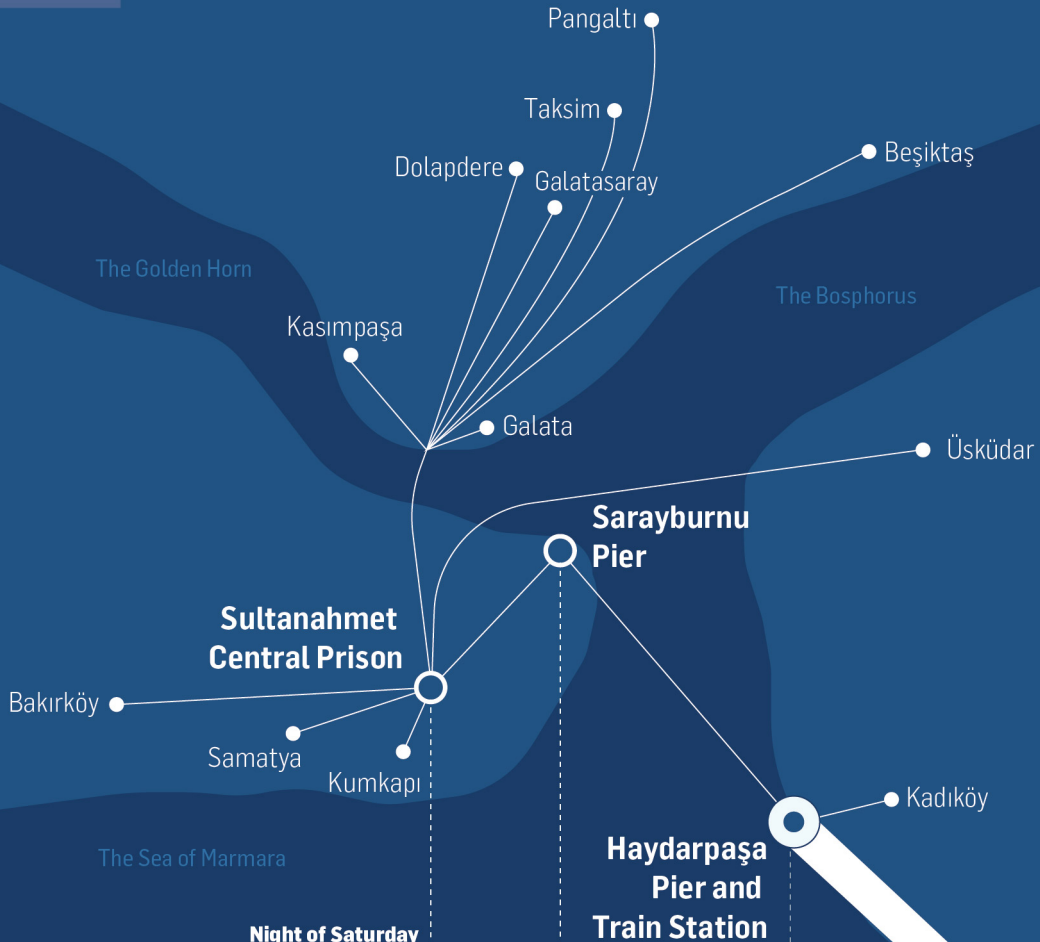 Pangaltı
Taksim
Dolapdere
Galatasaray
Beşiktaş
The Golden Horn
The Bosphorus
Kasımpaşa
Galata
Üsküdar
Sarayburnu
Pier
Sultanahmet
Central Prison
Bakırköy
Samatya
Kumkapı
Kadıköy
The Sea of Marmara
Haydarpaşa
Pier and
Train Station
Night of Saturday